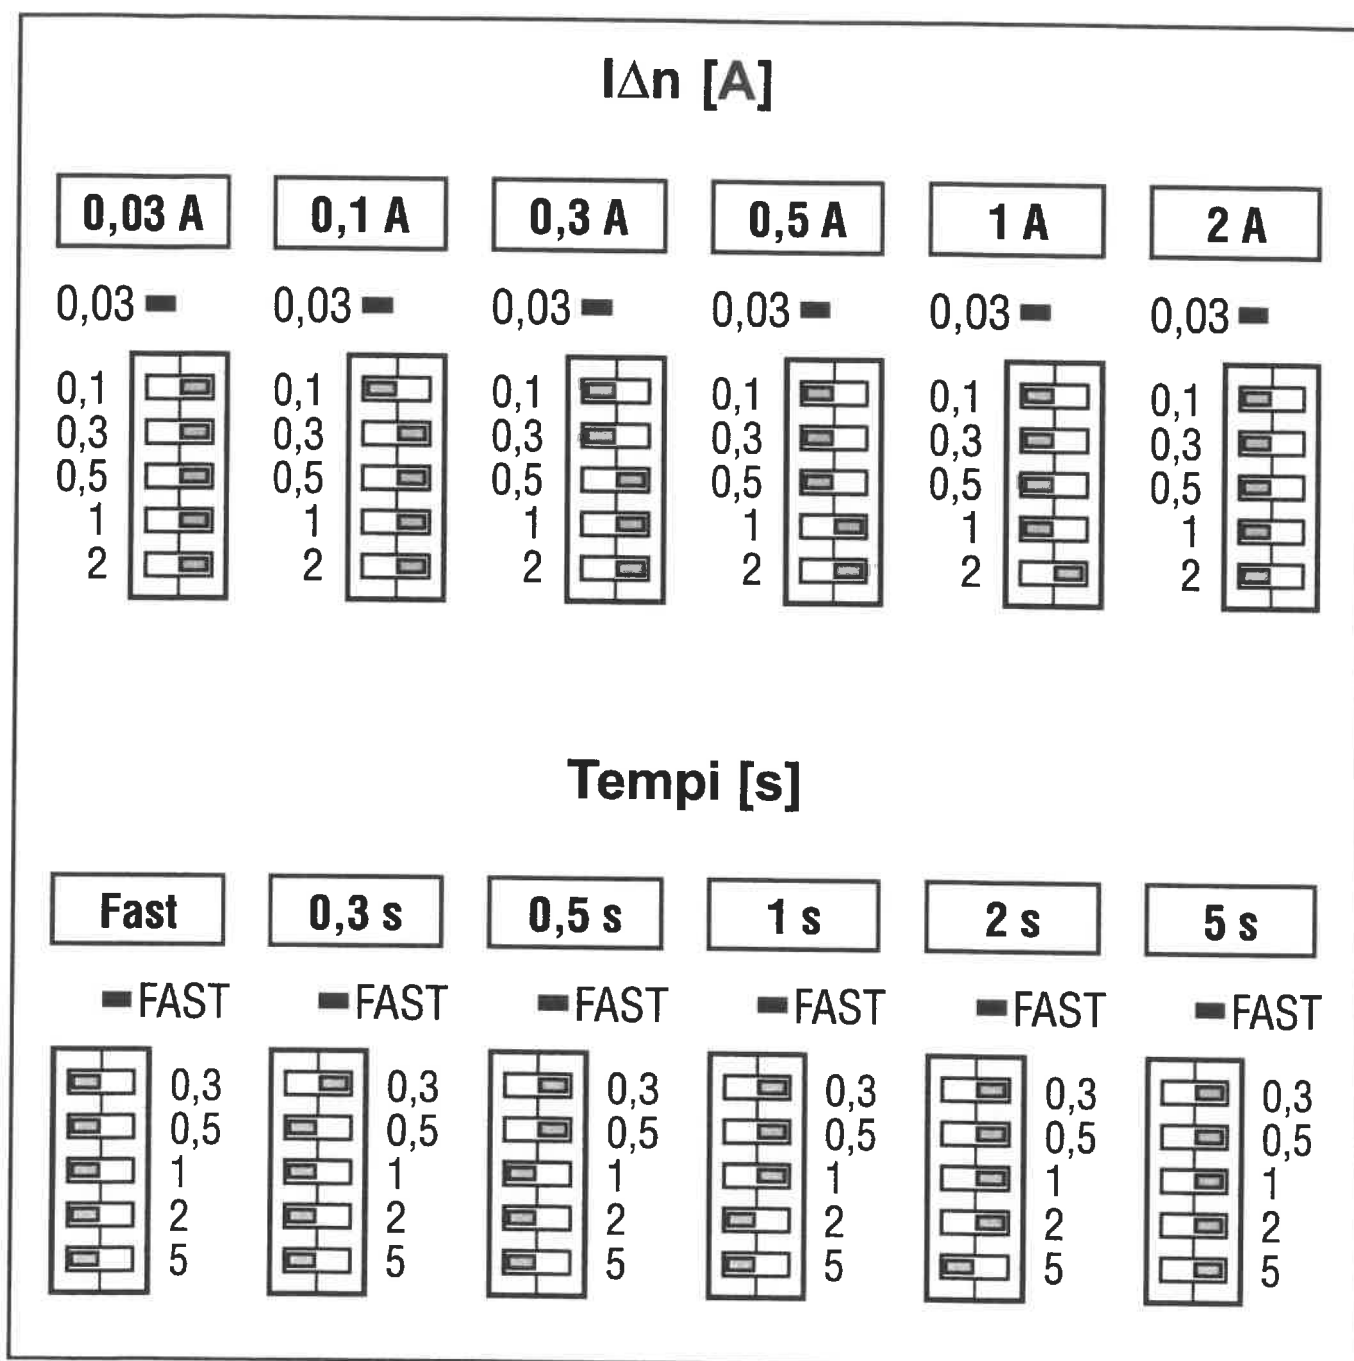 IΔn [A]
0,03 A 0,1 A 0,3 A 0,5 A 1 A 2 A
0,03 0,03 0,03 0,03 0,03 0,03
0,1 0,1 0,1 0,1 0,1 0,1
0,3 0,3 0,3 0,3 0,3 0,3
0,5 0,5 0,5 0,5 0,5 0,5
1 1 1 1 1 1
2 2 2 2 2 2
Tempi [s]
Fast 0,3 s 0,5 s 1 s 2 s 5 s
FAST FAST FAST FAST FAST FAST
0,3 0,3 0,3 0,3 0,3 0,3
0,5 0,5 0,5 0,5 0,5 0,5
1 1 1 1 1 1
2 2 2 2 2 2
5 5 5 5 5 5